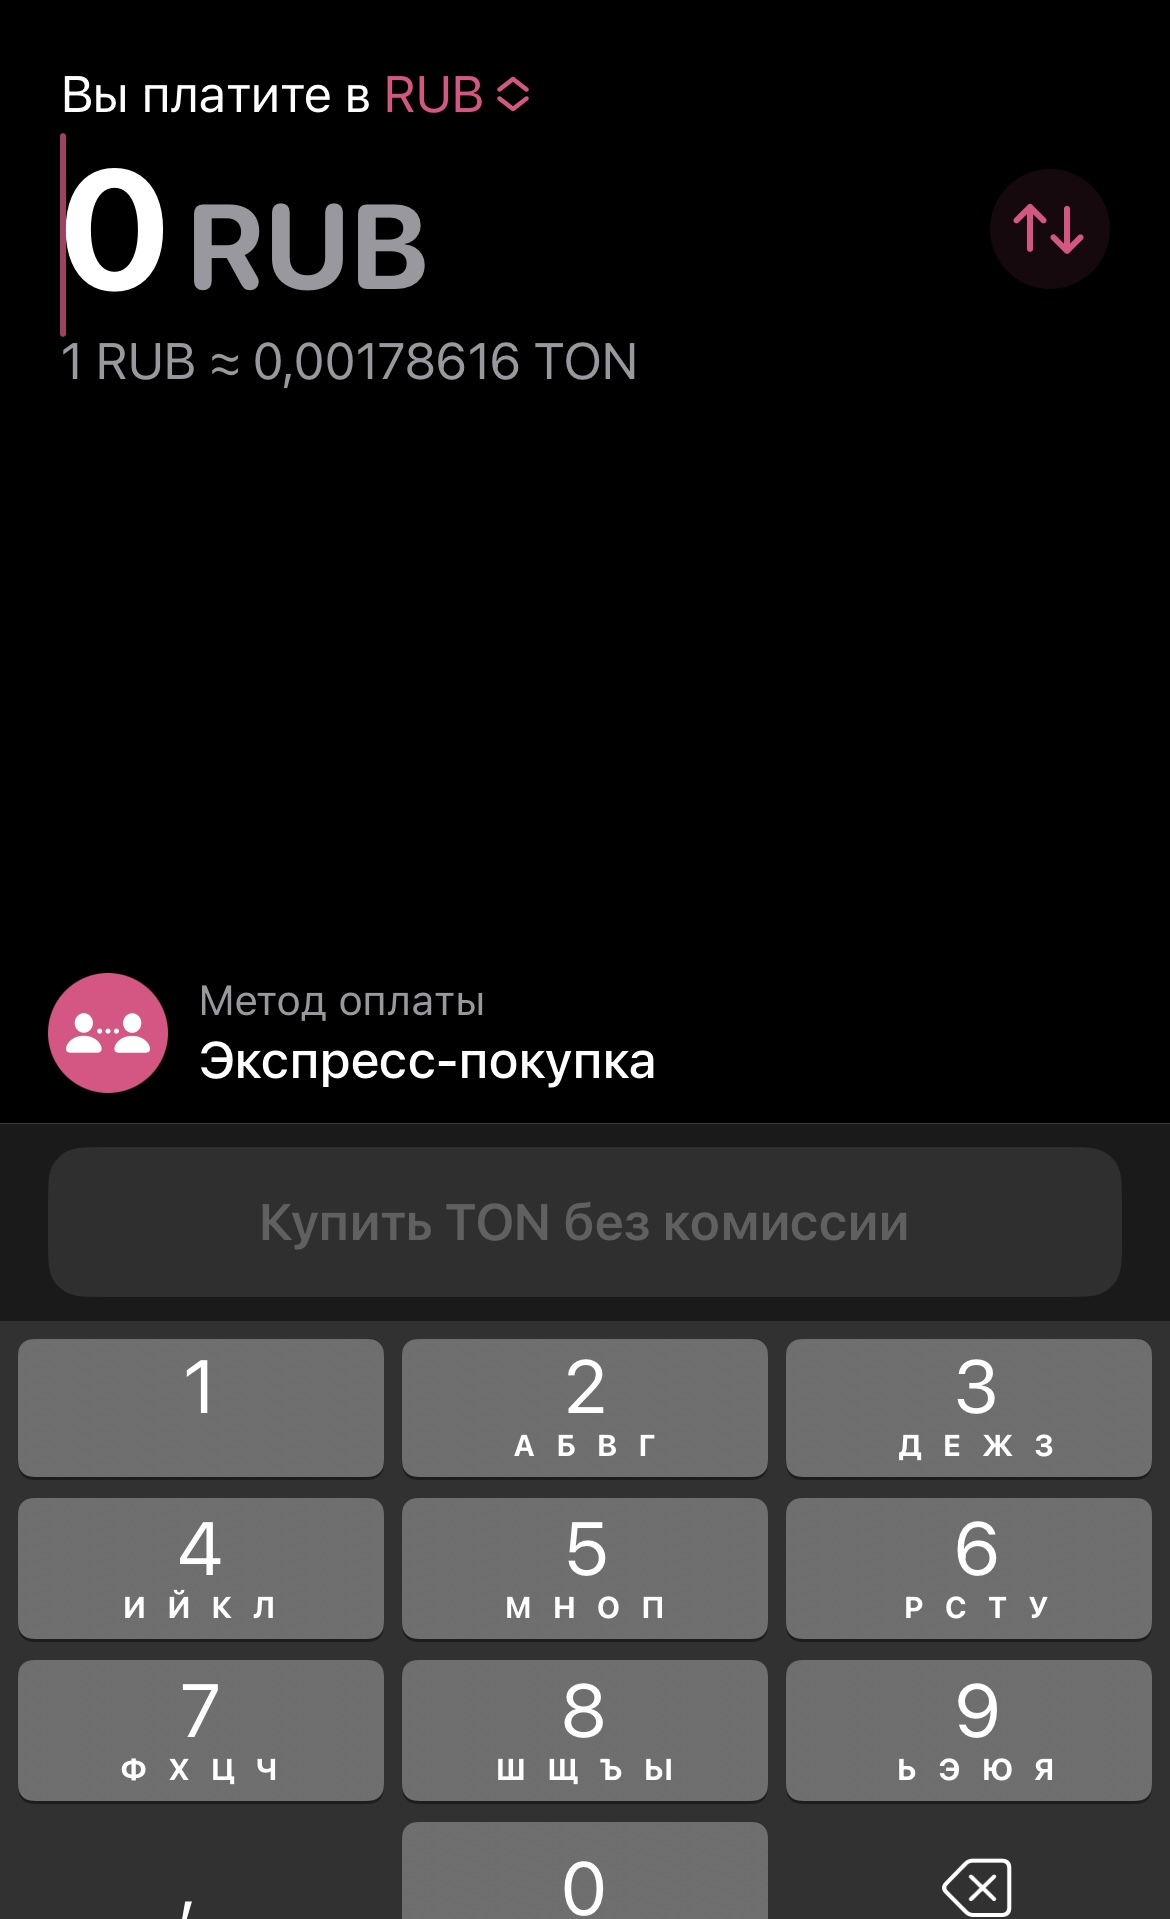 Вы платите в RUB
0 RUB
1 RUB ≈ 0,00178616 TON
Метод оплаты
Экспресс-покупка
Купить TON без комиссии
1 2 3
А Б В Г Д Е Ж З
4 5 6
И Й К Л М Н О П Р С Т У
7 8 9
Ф Х Ц Ч Ш Щ Ъ Ы Ь Э Ю Я
, 0